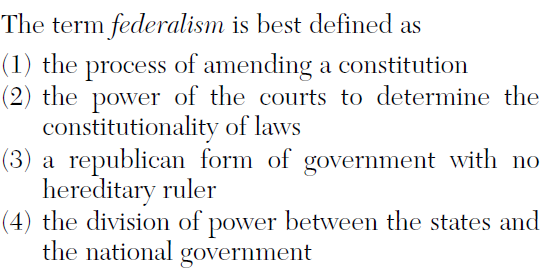 The term federalism is best defined as
(1) the process of amending a constitution
(2) the power of the courts to determine the
constitutionality of laws
(3) a republican form of government with no
hereditary ruler
(4) the division of power between the states and
the national government